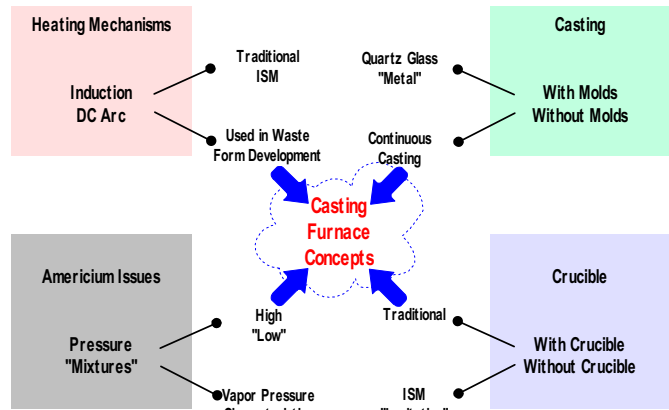 Heating Mechanisms
Induction
DC Arc
Traditional
ISM
Used in Waste
Form Development
Quartz Glass
"Metal"
Continuous
Casting
Casting
With Molds
Without Molds
Casting
Furnace
Concepts
Americium Issues
Pressure
"Mixtures"
High
"Low"
Vapor Pressure
Traditional
ISM
Crucible
With Crucible
Without Crucible